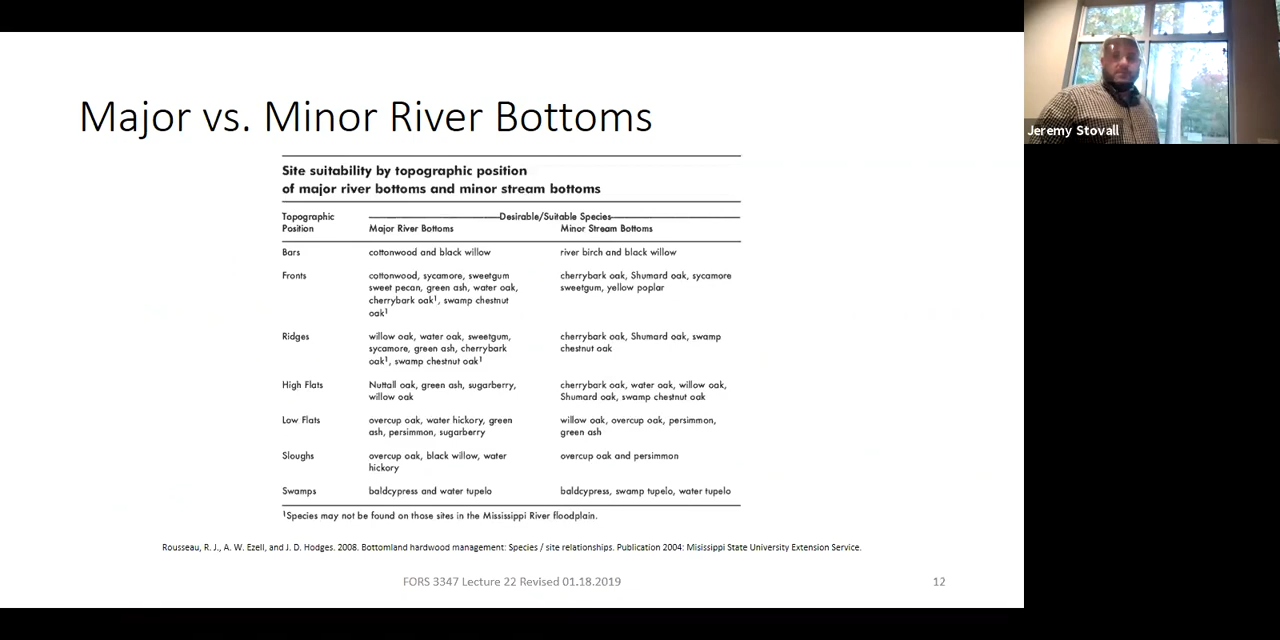 Major vs. Minor River Bottoms
Jeremy Stovall
Site suitability by topographic position
of major river bottoms and minor stream bottoms
Topographic Position
Desirable/Suitable Species
Major River Bottoms
Minor Stream Bottoms
Bars
cottonwood and black willow
river birch and black willow
Fronts
cottonwood, sycamore, sweetgum
sweet pecan, green ash, water oak,
cherrybark oak¹, swamp chestnut
oak¹
cherrybark oak, Shumard oak, sycamore
sweetgum, yellow poplar
Ridges
willow oak, water oak, sweetgum,
sycamore, green ash, cherrybark
oak¹, swamp chestnut oak¹
cherrybark oak, Shumard oak, swamp
chestnut oak
High Flats
Nuttall oak, green ash, sugarberry,
willow oak
cherrybark oak, water oak, willow oak,
Shumard oak, swamp chestnut oak
Low Flats
overcup oak, water hickory, green
ash, persimmon, sugarberry
willow oak, overcup oak, persimmon,
green ash
Sloughs
overcup oak, black willow, water
hickory
overcup oak and persimmon
Swamps
baldcypress and water tupelo
baldcypress, swamp tupelo, water tupelo
¹Species may not be found on those sites in the Mississippi River floodplain.
Rousseau, R. J., A. W. Ezell, and J. D. Hodges. 2008. Bottomland hardwood management: Species / site relationships. Publication 2004: Misissippi State University Extension Service.
FORS 3347 Lecture 22 Revised 01.18.2019
12